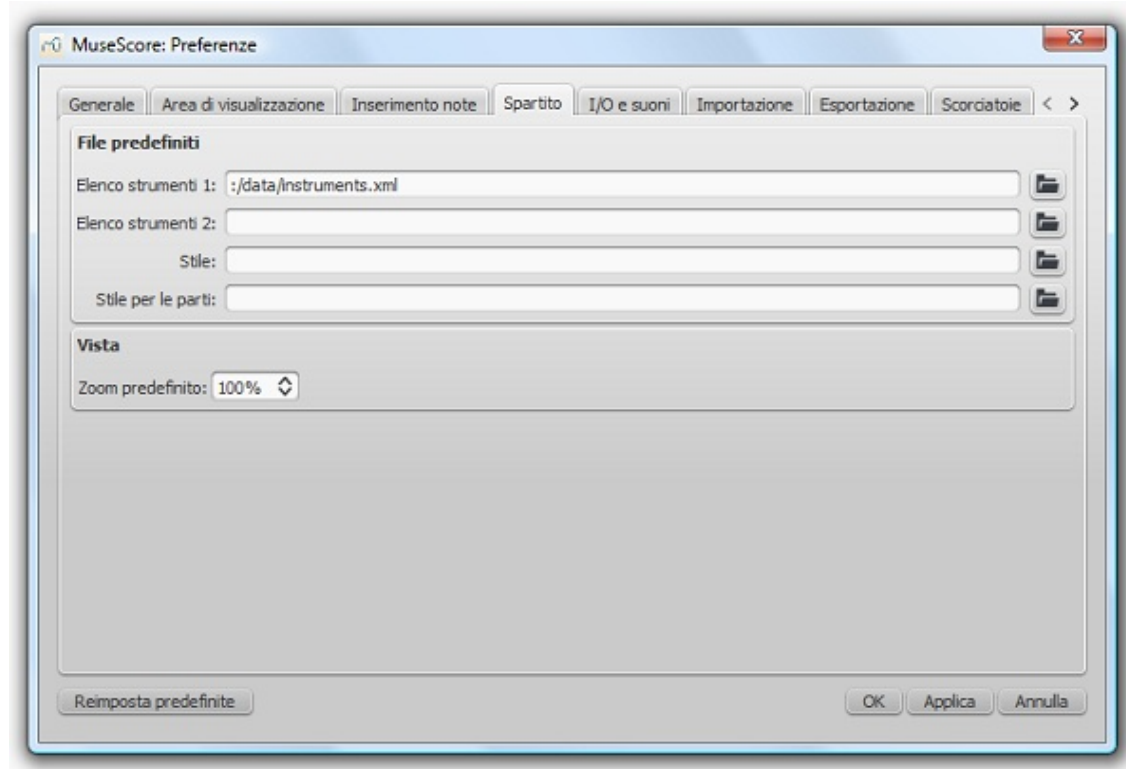 MuseScore: Preferenze
Generale Area di visualizzazione Inserimento note Spartito I/O e suoni Importazione Esportazione Scorciatoie < >
File predefiniti
Elenco strumenti 1: :/data/instruments.xml
Elenco strumenti 2:
Stile:
Stile per le parti:
Vista
Zoom predefinito: 100%
Reimposta predefinite OK Applica Annulla